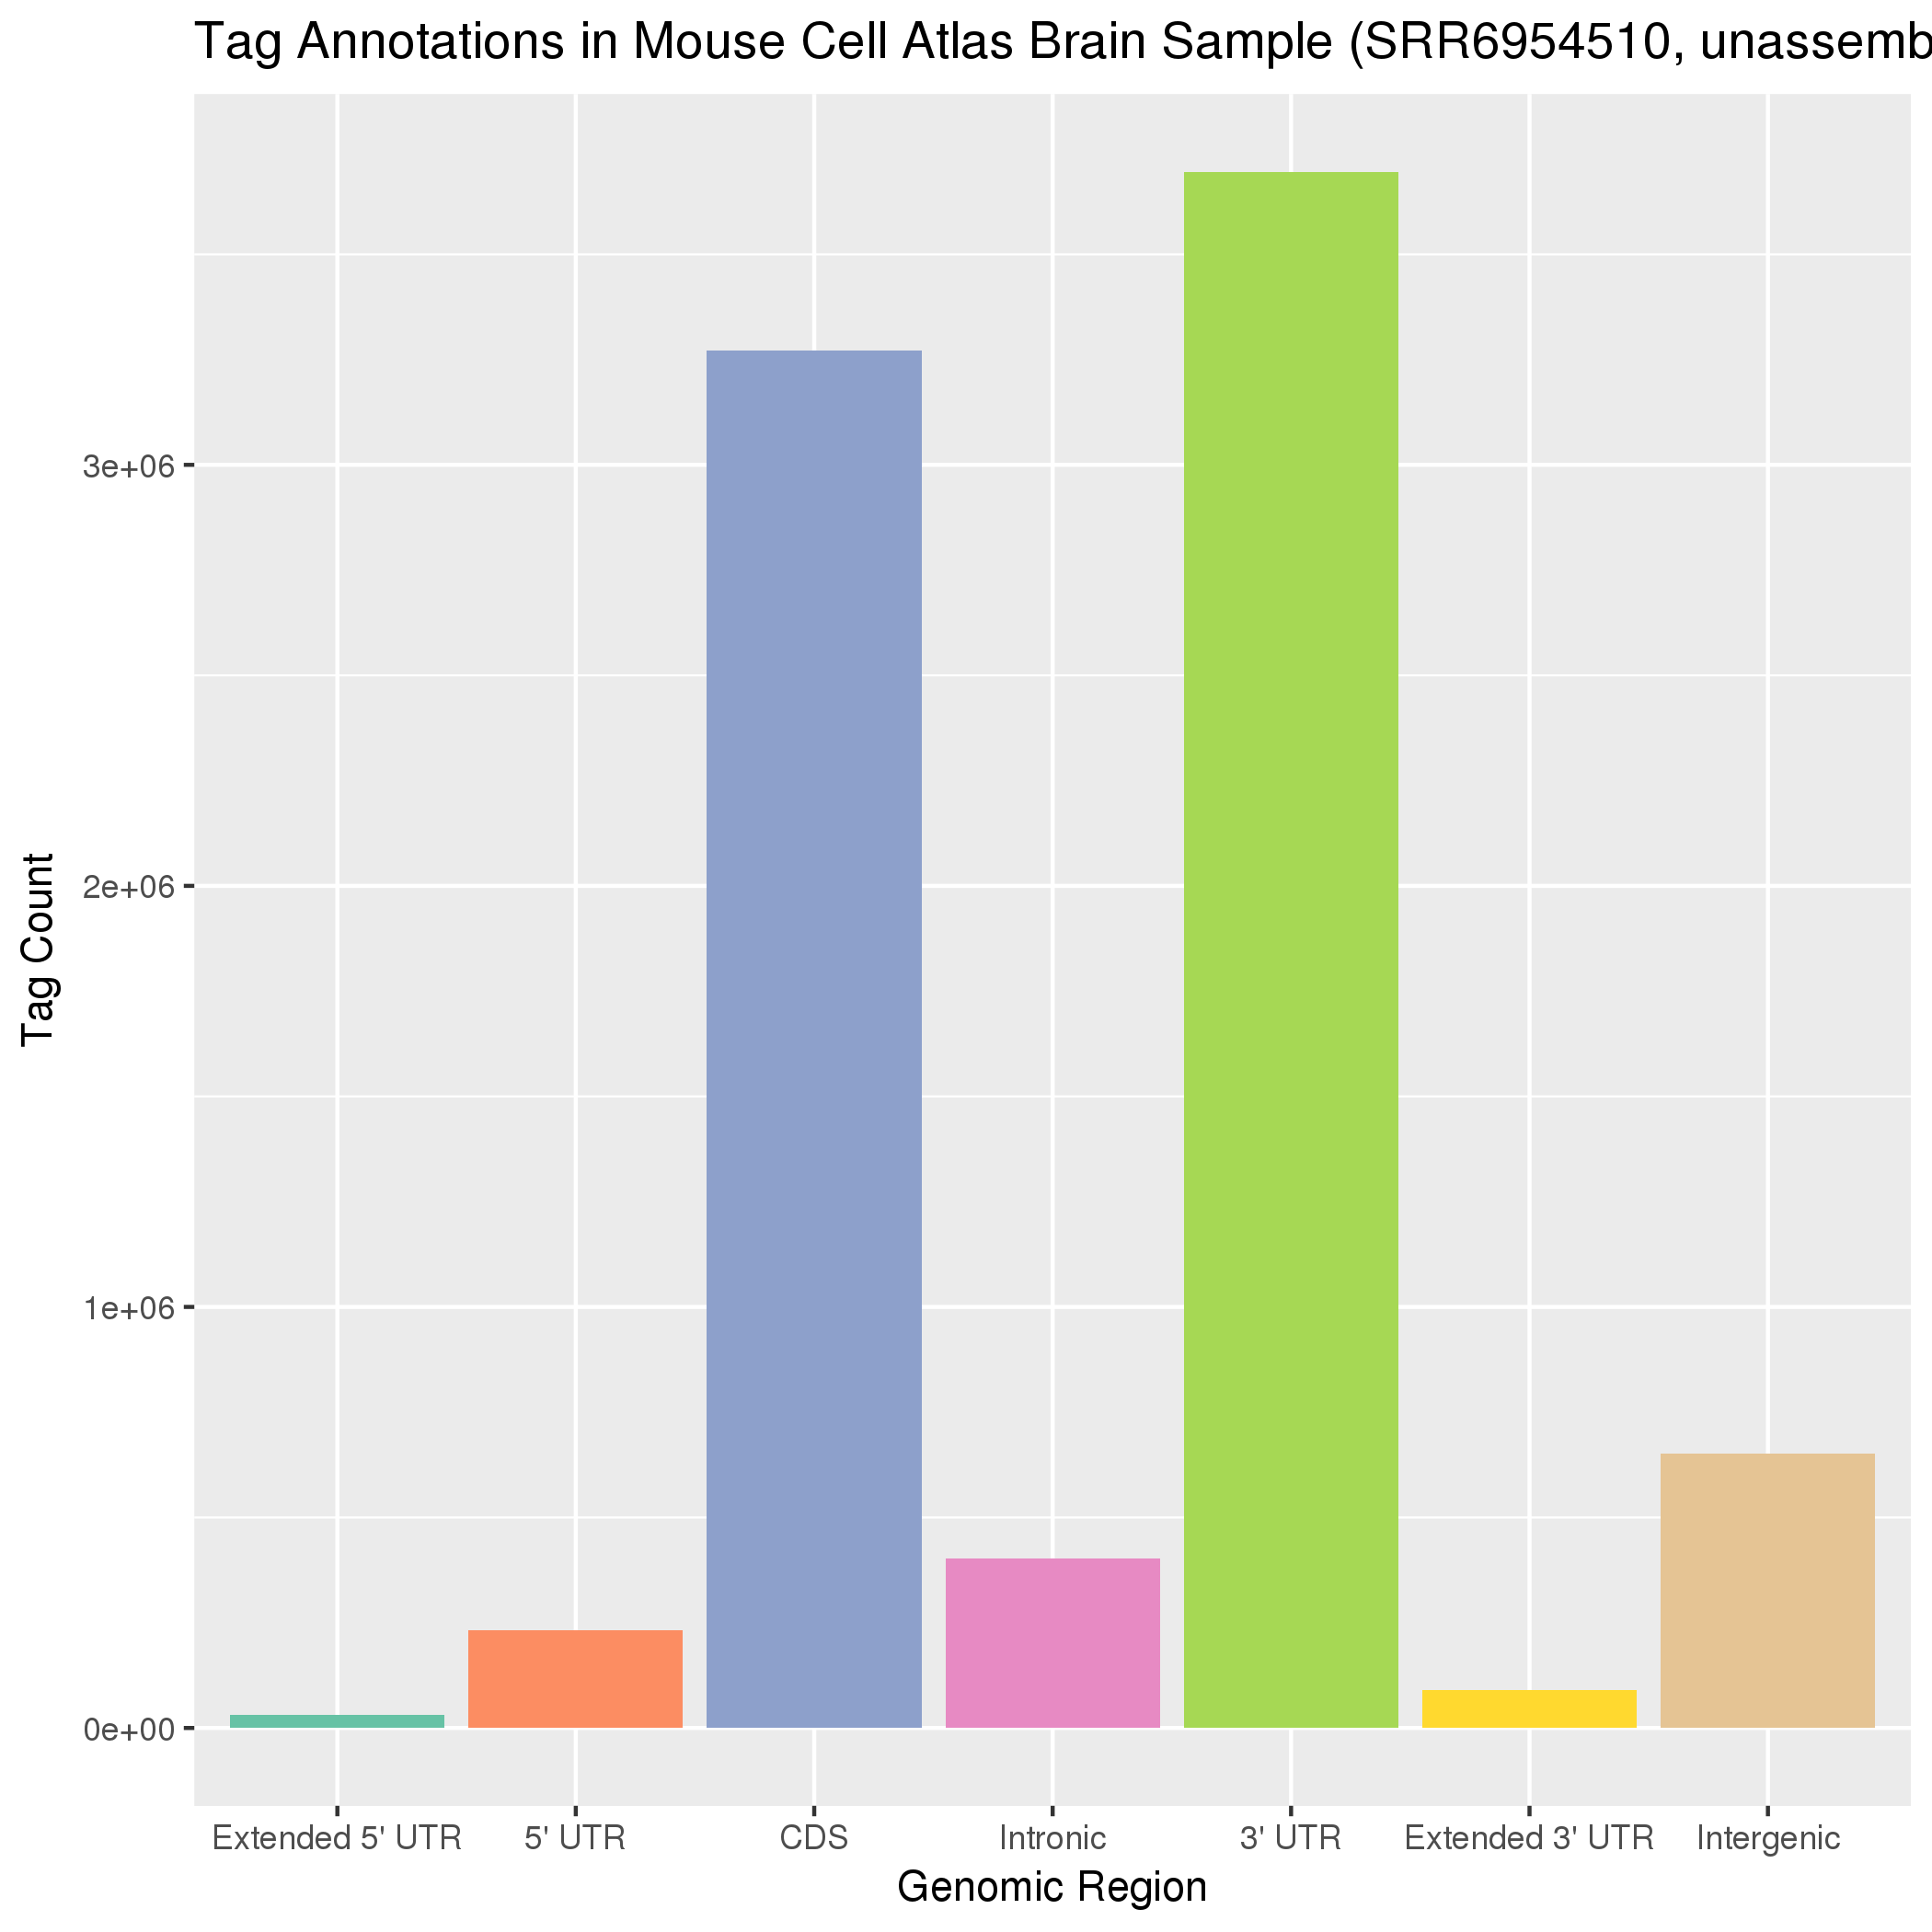 Tag Annotations in Mouse Cell Atlas Brain Sample (SRR6954510, unassemb
3e+06
2e+06
1e+06
0e+00
Tag Count
Extended 5' UTR 5' UTR CDS Intronic 3' UTR Extended 3' UTR Intergenic
Genomic Region